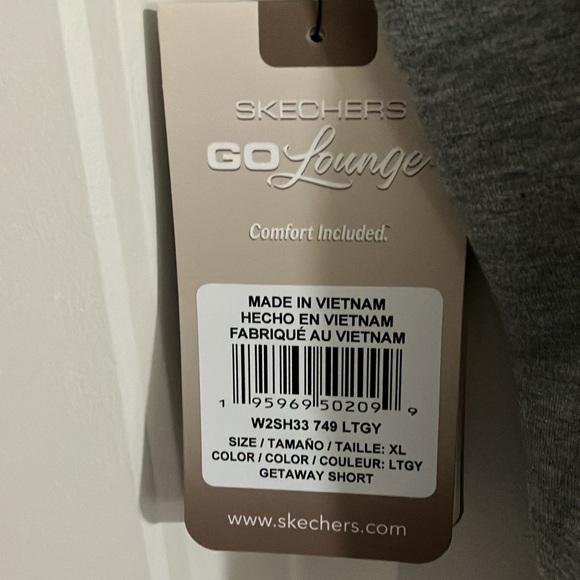 SKECHERS
GO Lounge
Comfort Included.
MADE IN VIETNAM
HECHO EN VIETNAM
FABRIQUÉ AU VIETNAM
1 95969 50209 9
W2SH33 749 LTGY
SIZE / TAMAÑO / TAILLE: XL
COLOR / COLOR / COULEUR: LTGY
GETAWAY SHORT
www.skechers.com